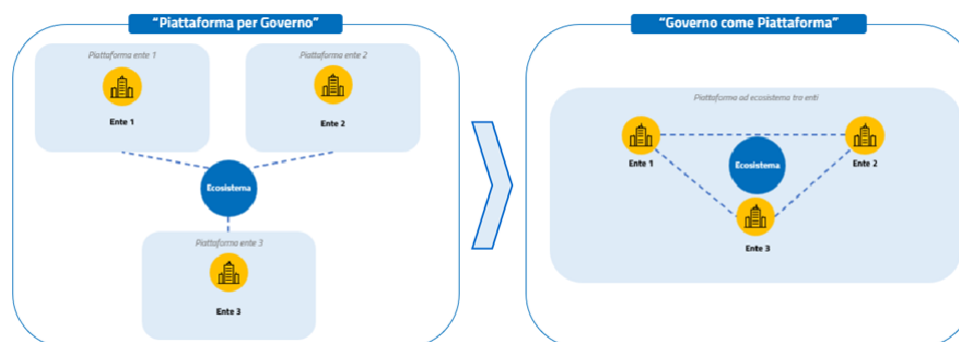 "Piattaforma per Governo"
Piattaforma ente 1
Piattaforma ente 2
Ente 1
Ente 2
Ecosistema
Piattaforma ente 3
Ente 3
"Governo come Piattaforma"
Piattaforma ad ecosistema tra enti
Ente 1
Ecosistema
Ente 2
Ente 3